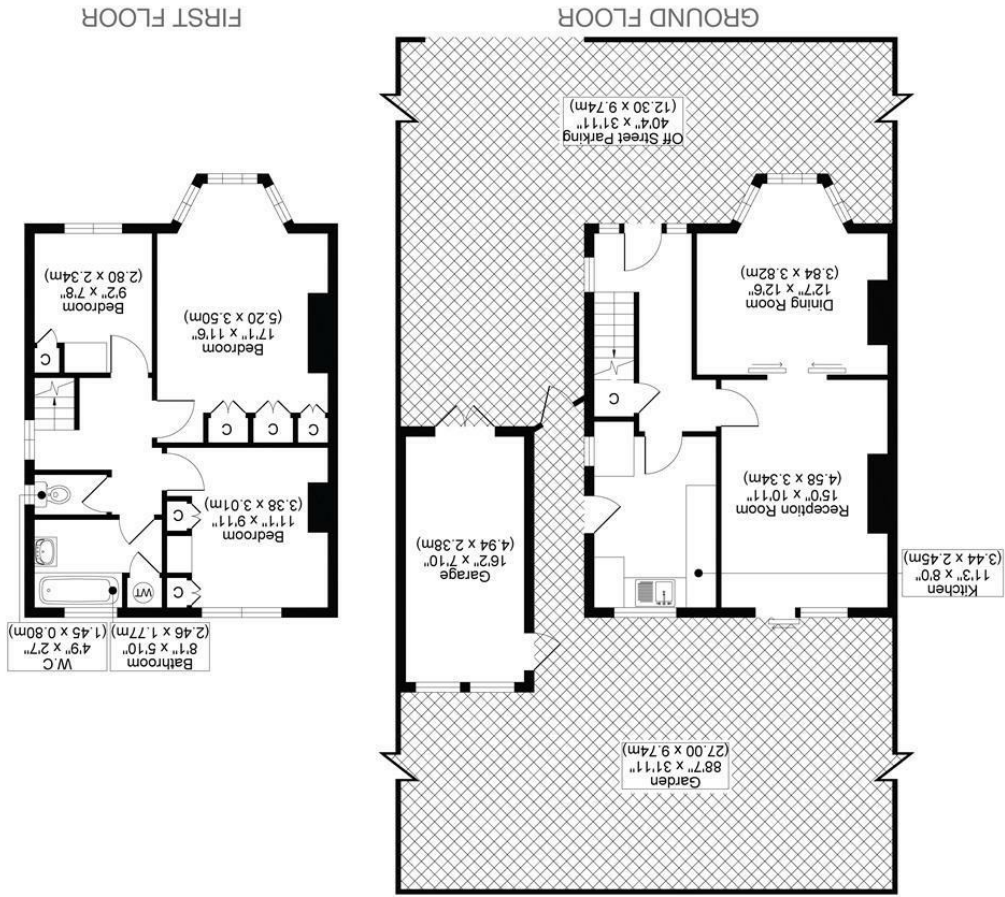 Garden
88'7" x 31'11"
(27.00 x 9.74m)
Garage
16'2" x 7'10"
(4.94 x 2.38m)
Kitchen
11'3" x 8'0"
(3.44 x 2.45m)
Reception Room
15'0" x 10'11"
(4.58 x 3.34m)
C
Dining Room
12'7" x 12'6"
(3.84 x 3.82m)
Off Street Parking
40'4" x 31'11"
(12.30 x 9.74m)
GROUND FLOOR
Bathroom
8'1" x 5'10"
(2.46 x 1.77m)
W.C
4'9" x 2'7"
(1.45 x 0.80m)
C
WT
C
Bedroom
11'1" x 9'11"
(3.38 x 3.01m)
C
C
C
Bedroom
17'1" x 11'6"
(5.20 x 3.50m)
C
Bedroom
9'2" x 7'8"
(2.80 x 2.34m)
FIRST FLOOR